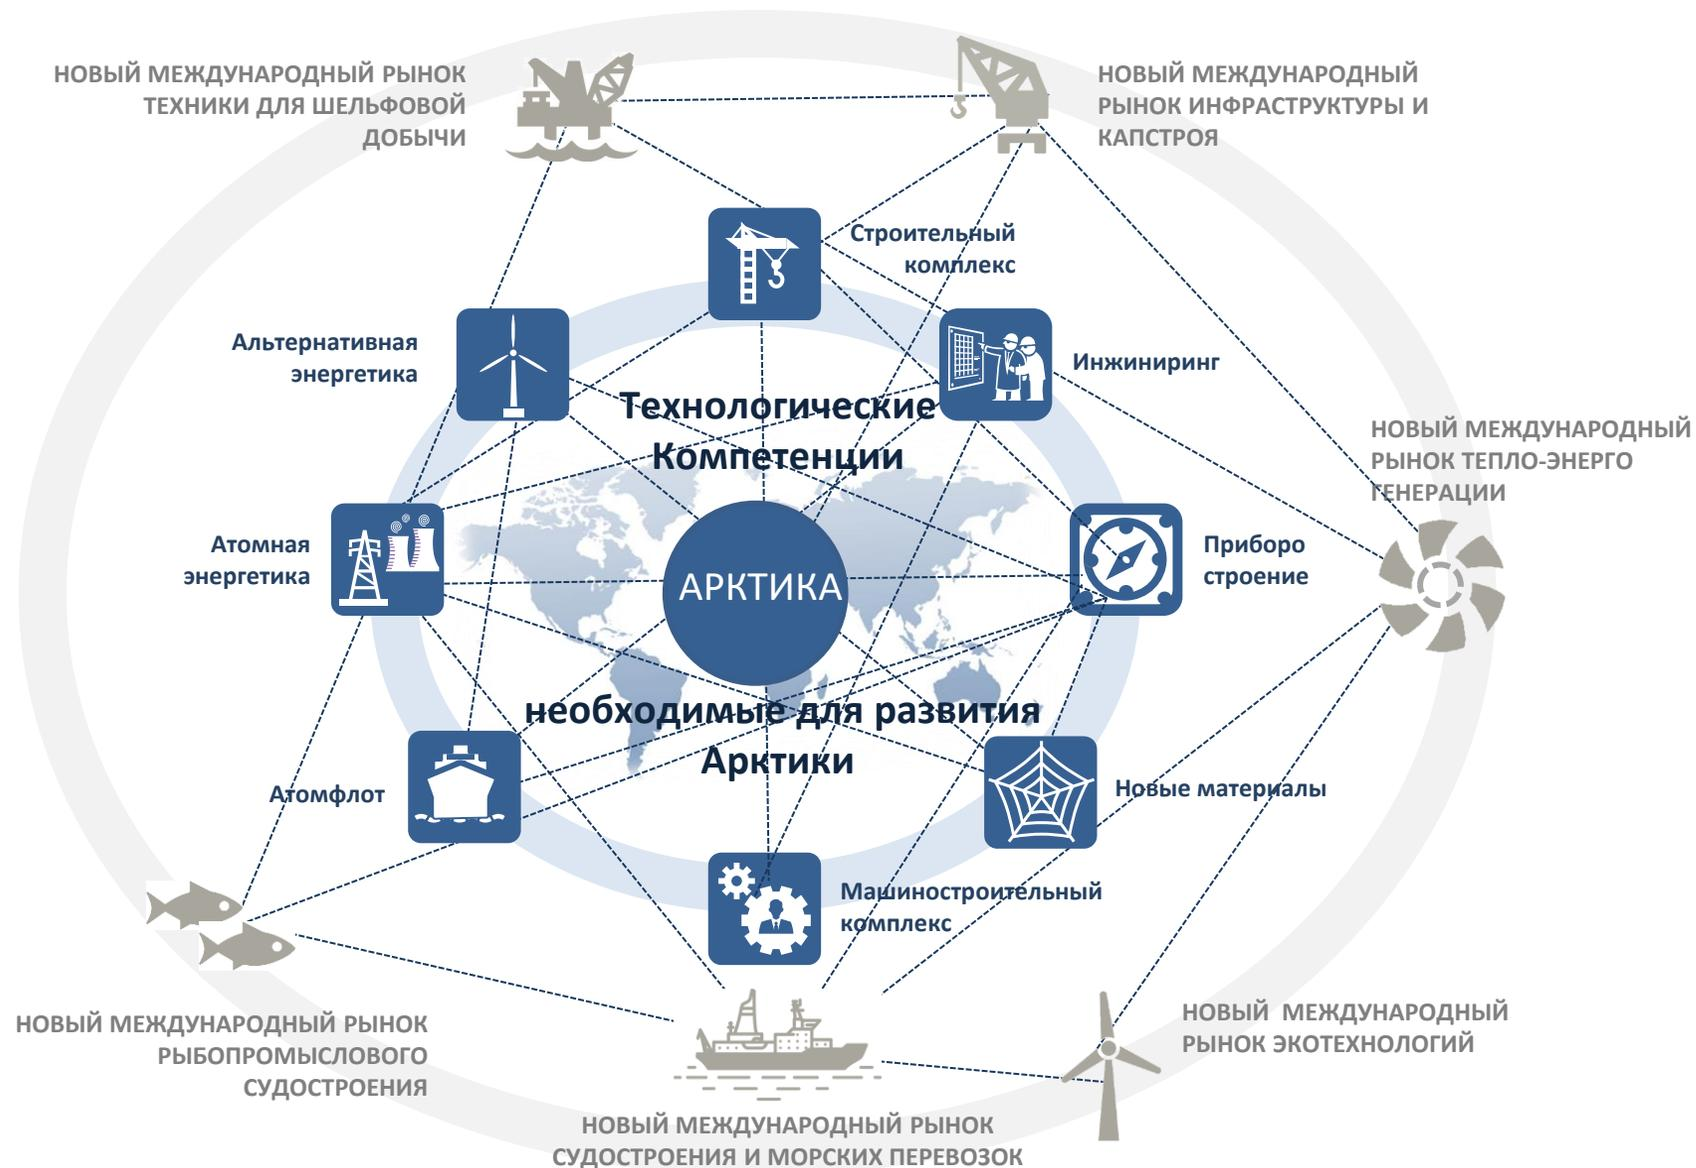 НОВЫЙ МЕЖДУНАРОДНЫЙ РЫНОК
ТЕХНИКИ ДЛЯ ШЕЛЬФОВОЙ
ДОБЫЧИ
НОВЫЙ МЕЖДУНАРОДНЫЙ
РЫНОК ИНФРАСТРУКТУРЫ И
КАПСТРОЯ
Строительный
комплекс
Альтернативная
энергетика
Инжиниринг
Технологические
Компетенции
НОВЫЙ МЕЖДУНАРОДНЫЙ
РЫНОК ТЕПЛО-ЭНЕРГО
ГЕНЕРАЦИИ
Атомная
энергетика
АРКТИКА
Приборо
строение
необходимые для развития
Арктики
Атомфлот
Новые материалы
Машиностроительный
комплекс
НОВЫЙ МЕЖДУНАРОДНЫЙ РЫНОК
РЫБОПРОМЫСЛОВОГО
СУДОСТРОЕНИЯ
НОВЫЙ  МЕЖДУНАРОДНЫЙ
РЫНОК ЭКОТЕХНОЛОГИЙ
НОВЫЙ МЕЖДУНАРОДНЫЙ РЫНОК
СУДОСТРОЕНИЯ И МОРСКИХ ПЕРЕВОЗОК